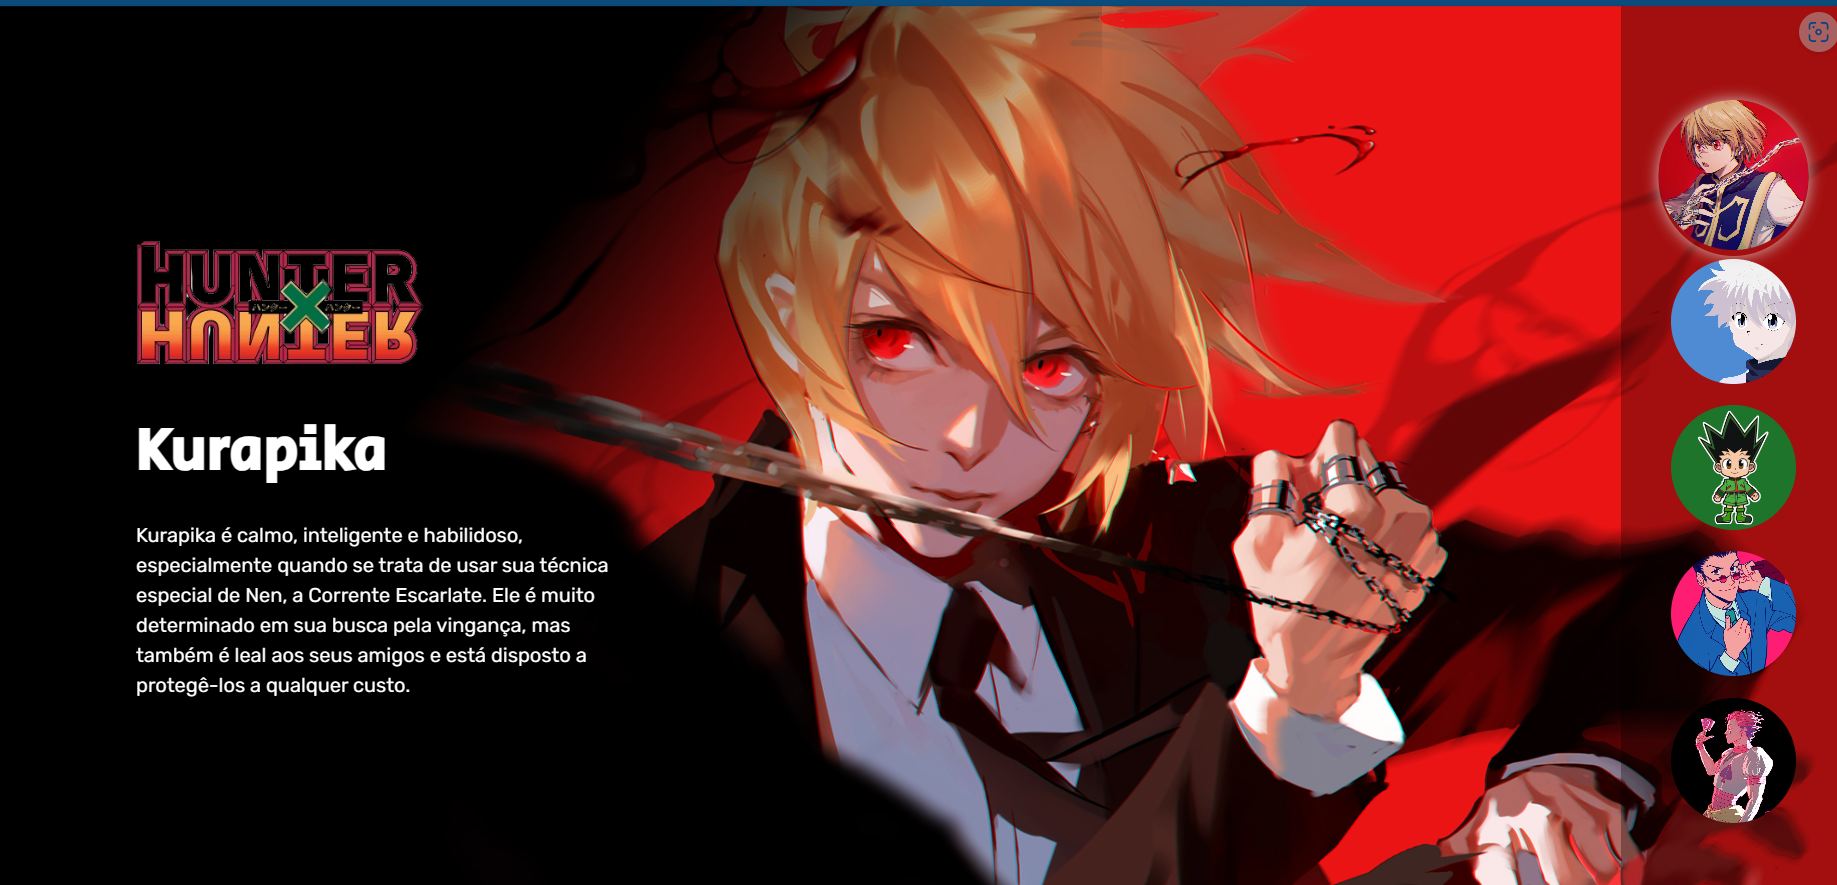 HUNTER
HUNTER
Kurapika
Kurapika é calmo, inteligente e habilidoso,
especialmente quando se trata de usar sua técnica
especial de Nen, a Corrente Escarlate. Ele é muito
determinado em sua busca pela vingança, mas
também é leal aos seus amigos e está disposto a
protegê-los a qualquer custo.